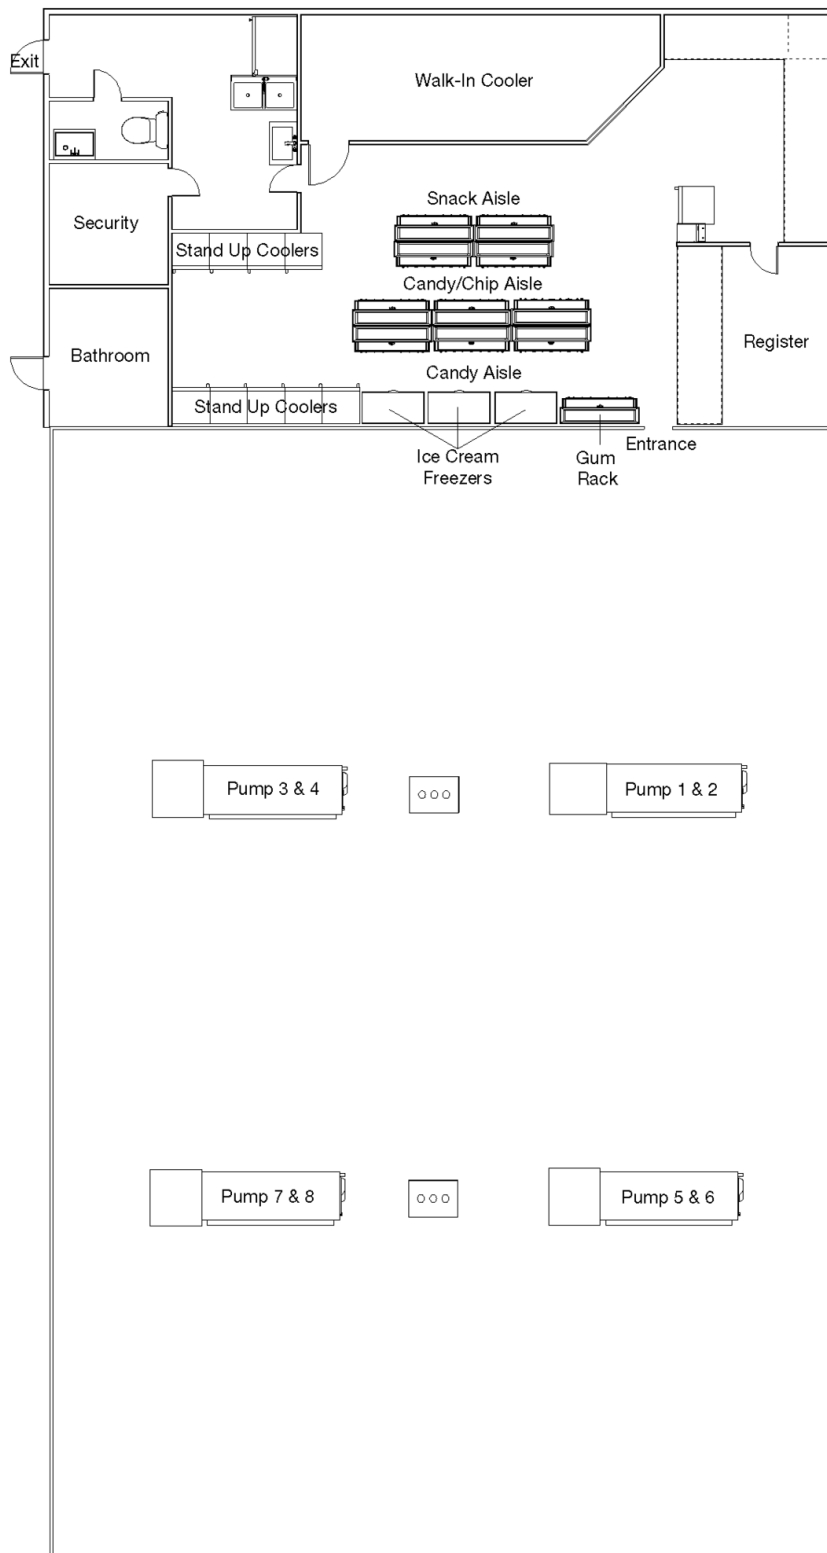 Exit
Walk-In Cooler
Snack Aisle
Security
Stand Up Coolers
Candy/Chip Aisle
Register
Bathroom
Candy Aisle
Stand Up Coolers
Entrance
Ice Cream
Freezers
Gum
Rack
Pump 3 & 4
Pump 1 & 2
Pump 7 & 8
Pump 5 & 6